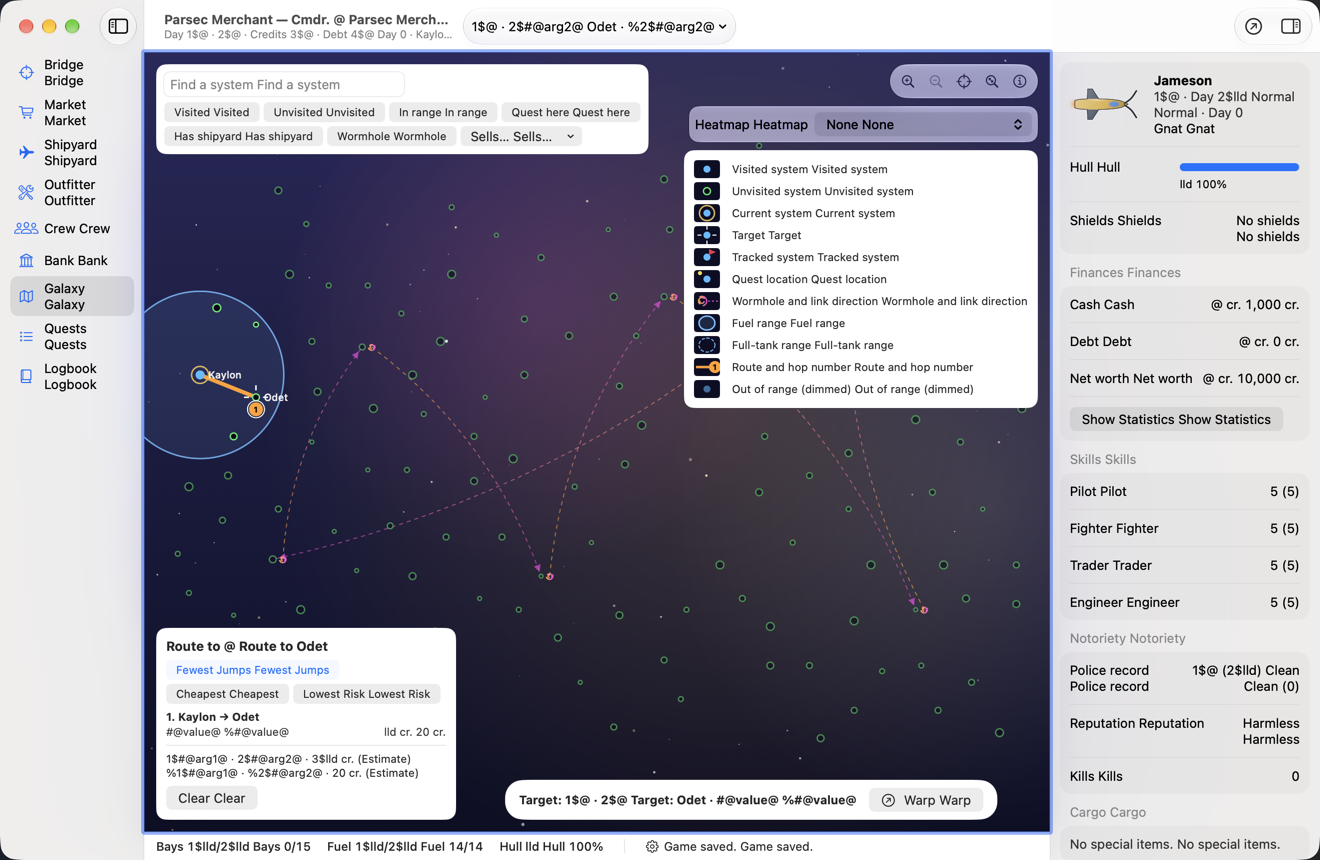 Parsec Merchant — Cmdr. @ Parsec Merch...
Day 1$@ · 2$@ · Credits 3$@ · Debt 4$@ Day 0 · Kaylo...
1$@ · 2$#@arg2@ Odet · %2$#@arg2@
Bridge
Bridge
Market
Market
Shipyard
Shipyard
Outfitter
Outfitter
Crew Crew
Bank Bank
Galaxy
Galaxy
Quests
Quests
Logbook
Logbook
Find a system Find a system
Visited Visited
Unvisited Unvisited
In range In range
Quest here Quest here
Has shipyard Has shipyard
Wormhole Wormhole
Sells... Sells...
Heatmap Heatmap
None None
Visited system Visited system
Unvisited system Unvisited system
Current system Current system
Target Target
Tracked system Tracked system
Quest location Quest location
Wormhole and link direction Wormhole and link direction
Fuel range Fuel range
Full-tank range Full-tank range
1 Route and hop number Route and hop number
Out of range (dimmed) Out of range (dimmed)
Kaylon
Odet
1
Route to @ Route to Odet
Fewest Jumps Fewest Jumps
Cheapest Cheapest
Lowest Risk Lowest Risk
1. Kaylon → Odet
#@value@ %#@value@ lld cr. 20 cr.
1$#@arg1@ · 2$#@arg2@ · 3$lld cr. (Estimate)
%1$#@arg1@ · %2$#@arg2@ · 20 cr. (Estimate)
Clear Clear
Target: 1$@ · 2$@ Target: Odet · #@value@ %#@value@
Warp Warp
Bays 1$lld/2$lld Bays 0/15
Fuel 1$lld/2$lld Fuel 14/14
Hull lld Hull 100%
Game saved. Game saved.
Jameson
1$@ · Day 2$lld Normal
Normal · Day 0
Gnat Gnat
Hull Hull
lld 100%
Shields Shields
No shields
No shields
Finances Finances
Cash Cash @ cr. 1,000 cr.
Debt Debt @ cr. 0 cr.
Net worth Net worth @ cr. 10,000 cr.
Show Statistics Show Statistics
Skills Skills
Pilot Pilot 5 (5)
Fighter Fighter 5 (5)
Trader Trader 5 (5)
Engineer Engineer 5 (5)
Notoriety Notoriety
Police record 1$@ (2$lld) Clean
Police record Clean (0)
Reputation Reputation Harmless
Harmless
Kills Kills 0
Cargo Cargo
No special items. No special items.